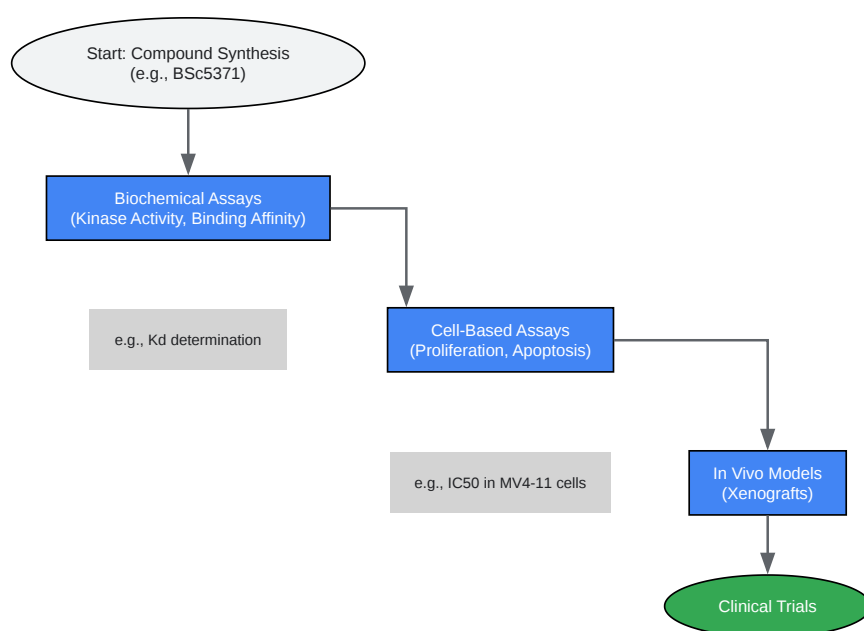 Start: Compound Synthesis
(e.g., BSc5371)
Biochemical Assays
(Kinase Activity, Binding Affinity)
e.g., Kd determination
Cell-Based Assays
(Proliferation, Apoptosis)
e.g., IC50 in MV4-11 cells
In Vivo Models
(Xenografts)
Clinical Trials